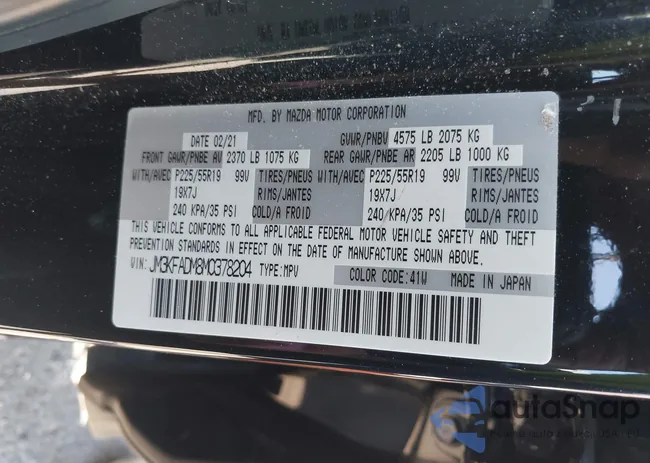 MFD. BY MAZDA MOTOR CORPORATION
DATE 02/21 GVWR/PNBV 4575 LB 2075 KG
FRONT GAWR/PNBE AV 2370 LB 1075 KG REAR GAWR/PNBE AR 2205 LB 1000 KG
WITH/AVEC P225/55R19 99V TIRES/PNEUS WITH/AVEC P225/55R19 99V TIRES/PNEUS
19X7J RIMS/JANTES 19X7J RIMS/JANTES
240 KPA/35 PSI COLD/A FROID 240 KPA/35 PSI COLD/A FROID
THIS VEHICLE CONFORMS TO ALL APPLICABLE FEDERAL MOTOR VEHICLE SAFETY AND THEFT
PREVENTION STANDARDS IN EFFECT ON THE DATE OF MANUFACTURE SHOWN ABOVE.
VIN: JM3KFADM8M0378204 TYPE:MPV COLOR CODE:41W MADE IN JAPAN
autoSnap